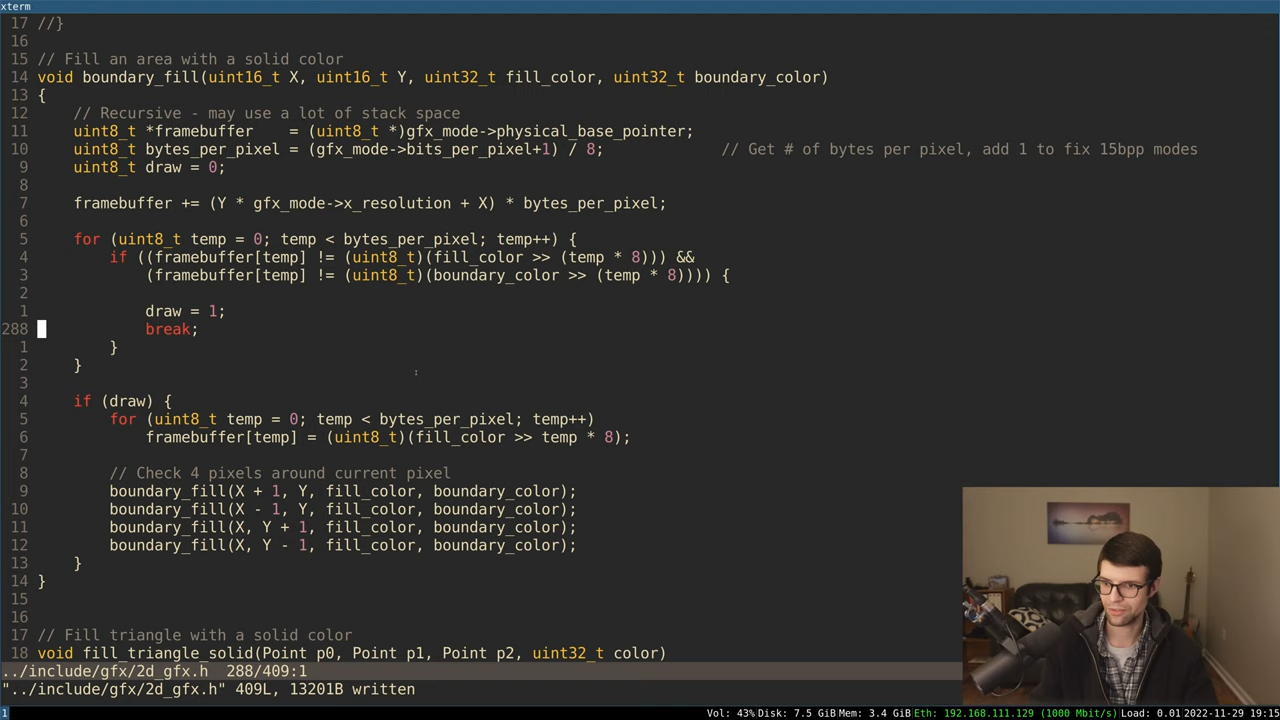 xterm
17 //}
16
15 // Fill an area with a solid color
14 void boundary_fill(uint16_t X, uint16_t Y, uint32_t fill_color, uint32_t boundary_color)
13 {
12     // Recursive - may use a lot of stack space
11     uint8_t *framebuffer    = (uint8_t *)gfx_mode->physical_base_pointer;
10     uint8_t bytes_per_pixel = (gfx_mode->bits_per_pixel+1) / 8;             // Get # of bytes per pixel, add 1 to fix 15bpp modes
9     uint8_t draw = 0;
8
7     framebuffer += (Y * gfx_mode->x_resolution + X) * bytes_per_pixel;
6
5     for (uint8_t temp = 0; temp < bytes_per_pixel; temp++) {
4         if ((framebuffer[temp] != (uint8_t)(fill_color >> (temp * 8))) &&
3             (framebuffer[temp] != (uint8_t)(boundary_color >> (temp * 8)))) {
2
1             draw = 1;
288             break;
1         }
2     }
3
4     if (draw) {
5         for (uint8_t temp = 0; temp < bytes_per_pixel; temp++)
6             framebuffer[temp] = (uint8_t)(fill_color >> temp * 8);
7
8         // Check 4 pixels around current pixel
9         boundary_fill(X + 1, Y, fill_color, boundary_color);
10         boundary_fill(X - 1, Y, fill_color, boundary_color);
11         boundary_fill(X, Y + 1, fill_color, boundary_color);
12         boundary_fill(X, Y - 1, fill_color, boundary_color);
13     }
14 }
15
16
17 // Fill triangle with a solid color
18 void fill_triangle_solid(Point p0, Point p1, Point p2, uint32_t color)
../include/gfx/2d_gfx.h  288/409:1
"../include/gfx/2d_gfx.h" 409L, 13201B written
1 Vol: 43% Disk: 7.5 GiB Mem: 3.4 GiB Eth: 192.168.111.129 (1000 Mbit/s) Load: 0.01 2022-11-29 19:15